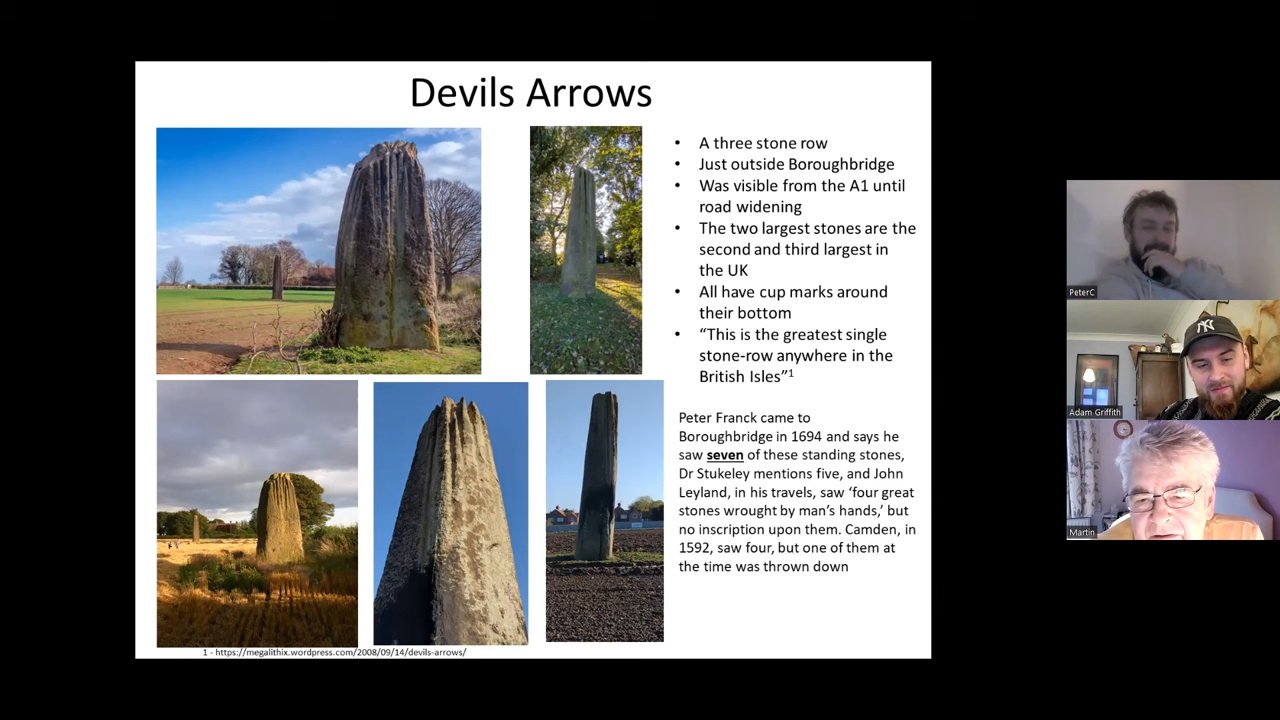 Devils Arrows
• A three stone row
• Just outside Boroughbridge
• Was visible from the A1 until
road widening
• The two largest stones are the
second and third largest in
the UK
• All have cup marks around
their bottom
• “This is the greatest single
stone-row anywhere in the
British Isles”1
Peter Franck came to
Boroughbridge in 1694 and says he
saw seven of these standing stones,
Dr Stukeley mentions five, and John
Leyland, in his travels, saw ‘four great
stones wrought by man’s hands,’ but
no inscription upon them. Camden, in
1592, saw four, but one of them at
the time was thrown down
1 - https://megalithix.wordpress.com/2008/09/14/devils-arrows/
PeterC
Adam Griffith
Martin